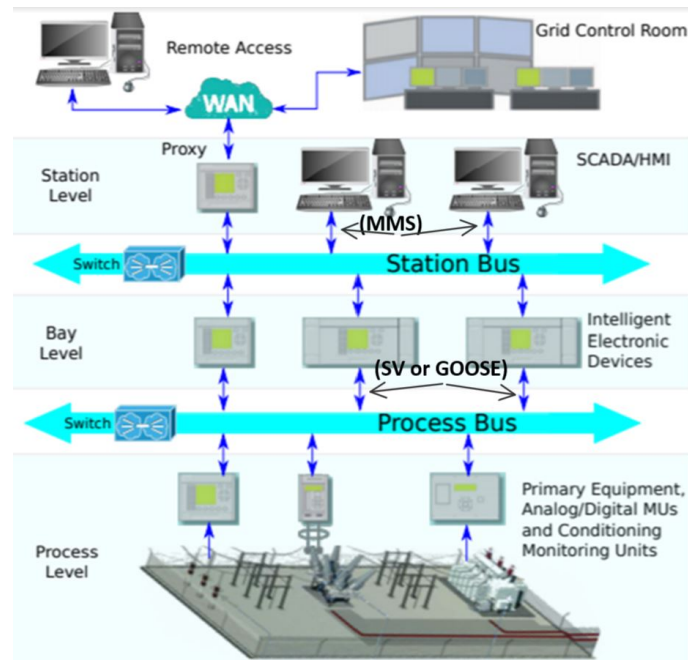 Remote Access
Grid Control Room
WAN
Proxy
Station
Level
SCADA/HMI
(MMS)
Switch
Station Bus
Bay
Level
Intelligent
Electronic
Devices
(SV or GOOSE)
Switch
Process Bus
Primary Equipment,
Analog/Digital MUs
and Conditioning
Monitoring Units
Process
Level